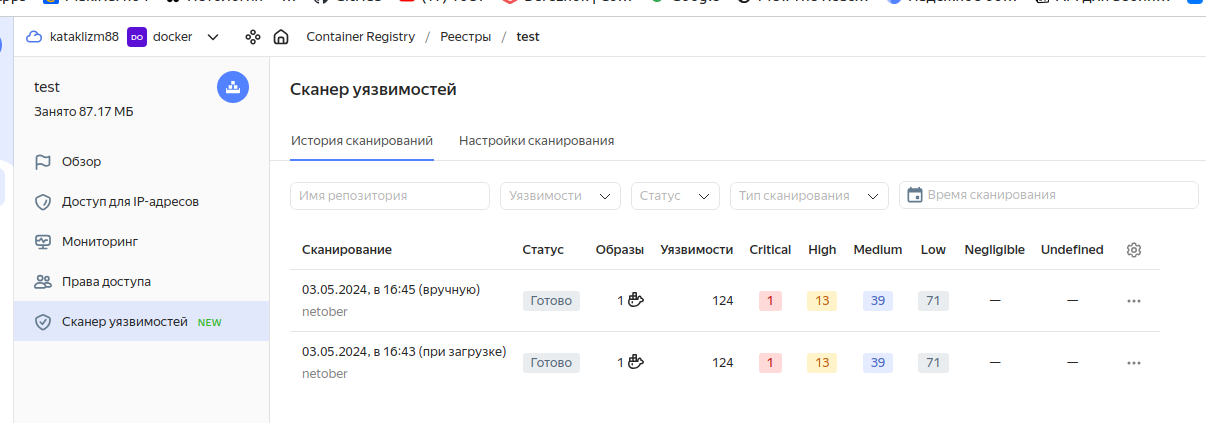 kataklizm88 DO docker Container Registry / Реестры / test
test
Занято 87.17 МБ
Обзор
Доступ для IP-адресов
Мониторинг
Права доступа
Сканер уязвимостей NEW
Сканер уязвимостей
История сканирований Настройки сканирования
Имя репозитория Уязвимости Статус Тип сканирования Время сканирования
Сканирование Статус Образы Уязвимости Critical High Medium Low Negligible Undefined
03.05.2024, в 16:45 (вручную) Готово 1 124 1 13 39 71 — —
netober
03.05.2024, в 16:43 (при загрузке) Готово 1 124 1 13 39 71 — —
netober